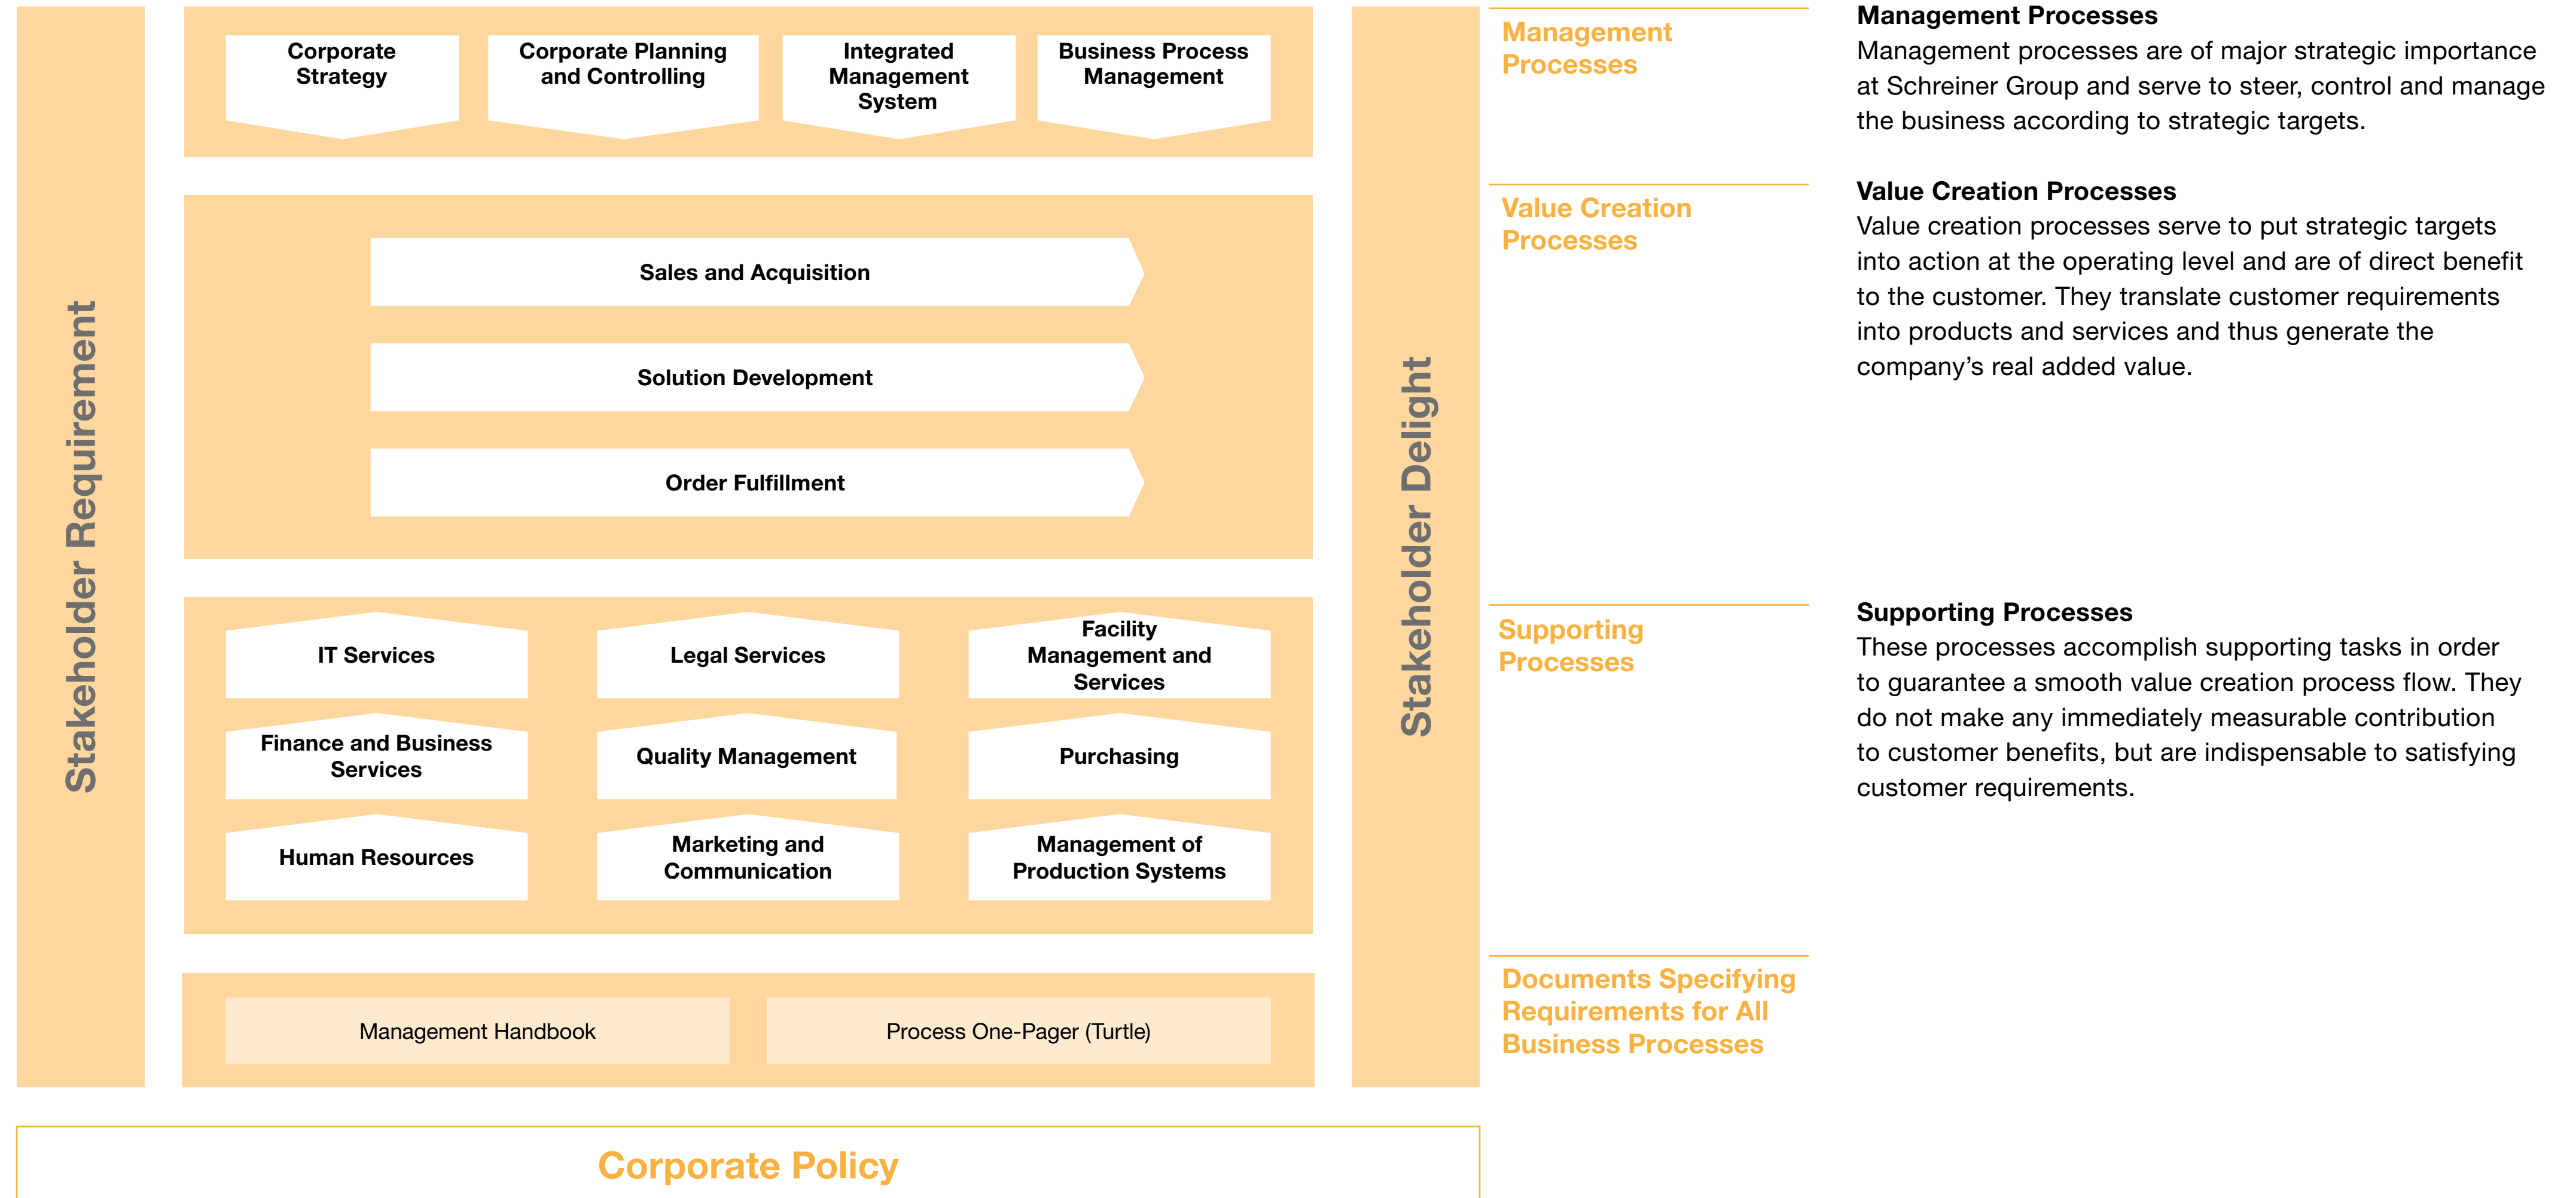 Stakeholder Requirement
Corporate
Strategy
Corporate Planning
and Controlling
Integrated
Management
System
Business Process
Management
Sales and Acquisition
Solution Development
Order Fulfillment
IT Services
Legal Services
Facility
Management and
Services
Finance and Business
Services
Quality Management
Purchasing
Human Resources
Marketing and
Communication
Management of
Production Systems
Management Handbook
Process One-Pager (Turtle)
Stakeholder Delight
Corporate Policy
Management
Processes
Management Processes
Management processes are of major strategic importance
at Schreiner Group and serve to steer, control and manage
the business according to strategic targets.
Value Creation
Processes
Value Creation Processes
Value creation processes serve to put strategic targets
into action at the operating level and are of direct benefit
to the customer. They translate customer requirements
into products and services and thus generate the
company’s real added value.
Supporting
Processes
Supporting Processes
These processes accomplish supporting tasks in order
to guarantee a smooth value creation process flow. They
do not make any immediately measurable contribution
to customer benefits, but are indispensable to satisfying
customer requirements.
Documents Specifying
Requirements for All
Business Processes